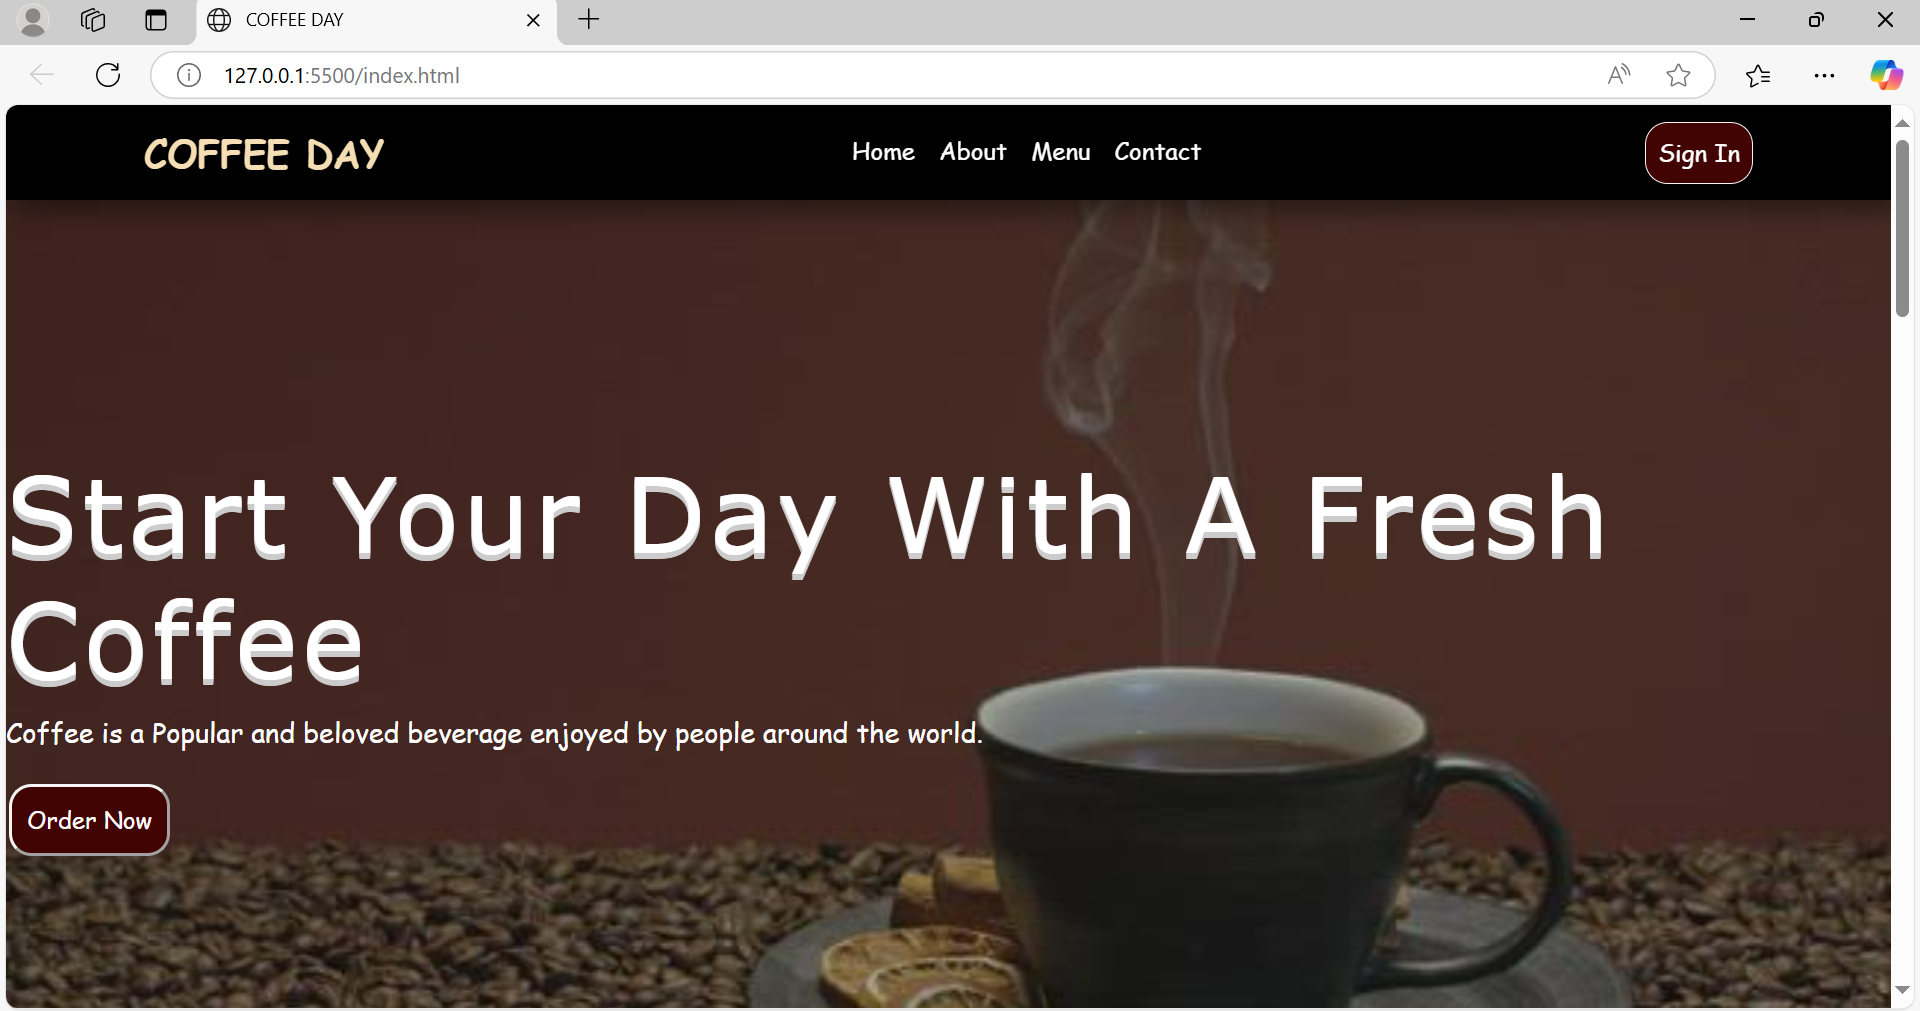 COFFEE DAY
127.0.0.1:5500/index.html
COFFEE DAY
Home About Menu Contact
Sign In
Start Your Day With A Fresh
Coffee
Coffee is a Popular and beloved beverage enjoyed by people around the world.
Order Now